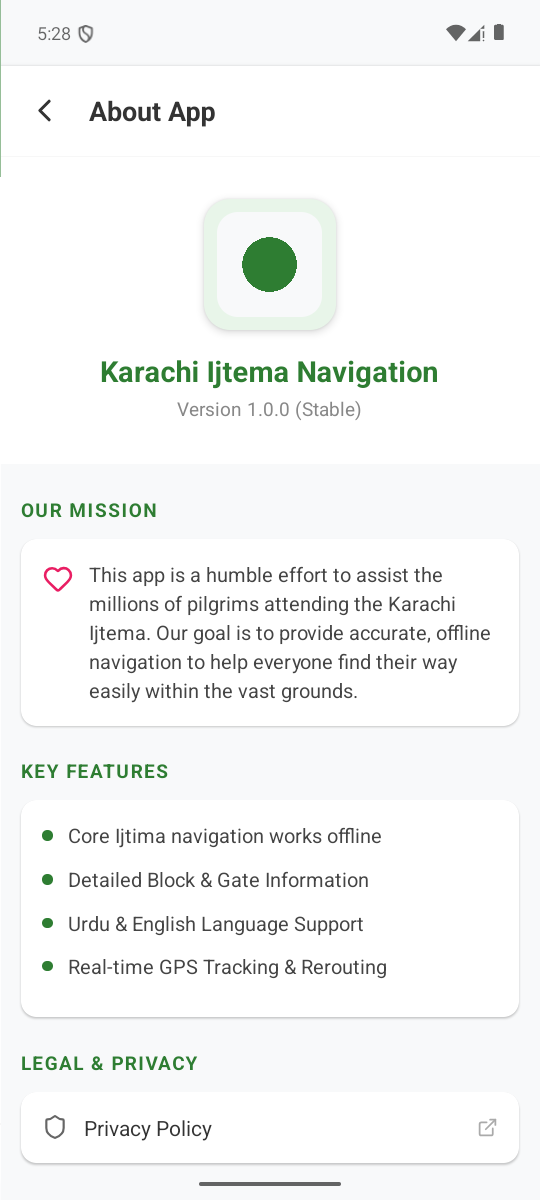 5:28
About App
Karachi Ijtema Navigation
Version 1.0.0 (Stable)
OUR MISSION
This app is a humble effort to assist the
millions of pilgrims attending the Karachi
Ijtema. Our goal is to provide accurate, offline
navigation to help everyone find their way
easily within the vast grounds.
KEY FEATURES
Core Ijtima navigation works offline
Detailed Block & Gate Information
Urdu & English Language Support
Real-time GPS Tracking & Rerouting
LEGAL & PRIVACY
Privacy Policy